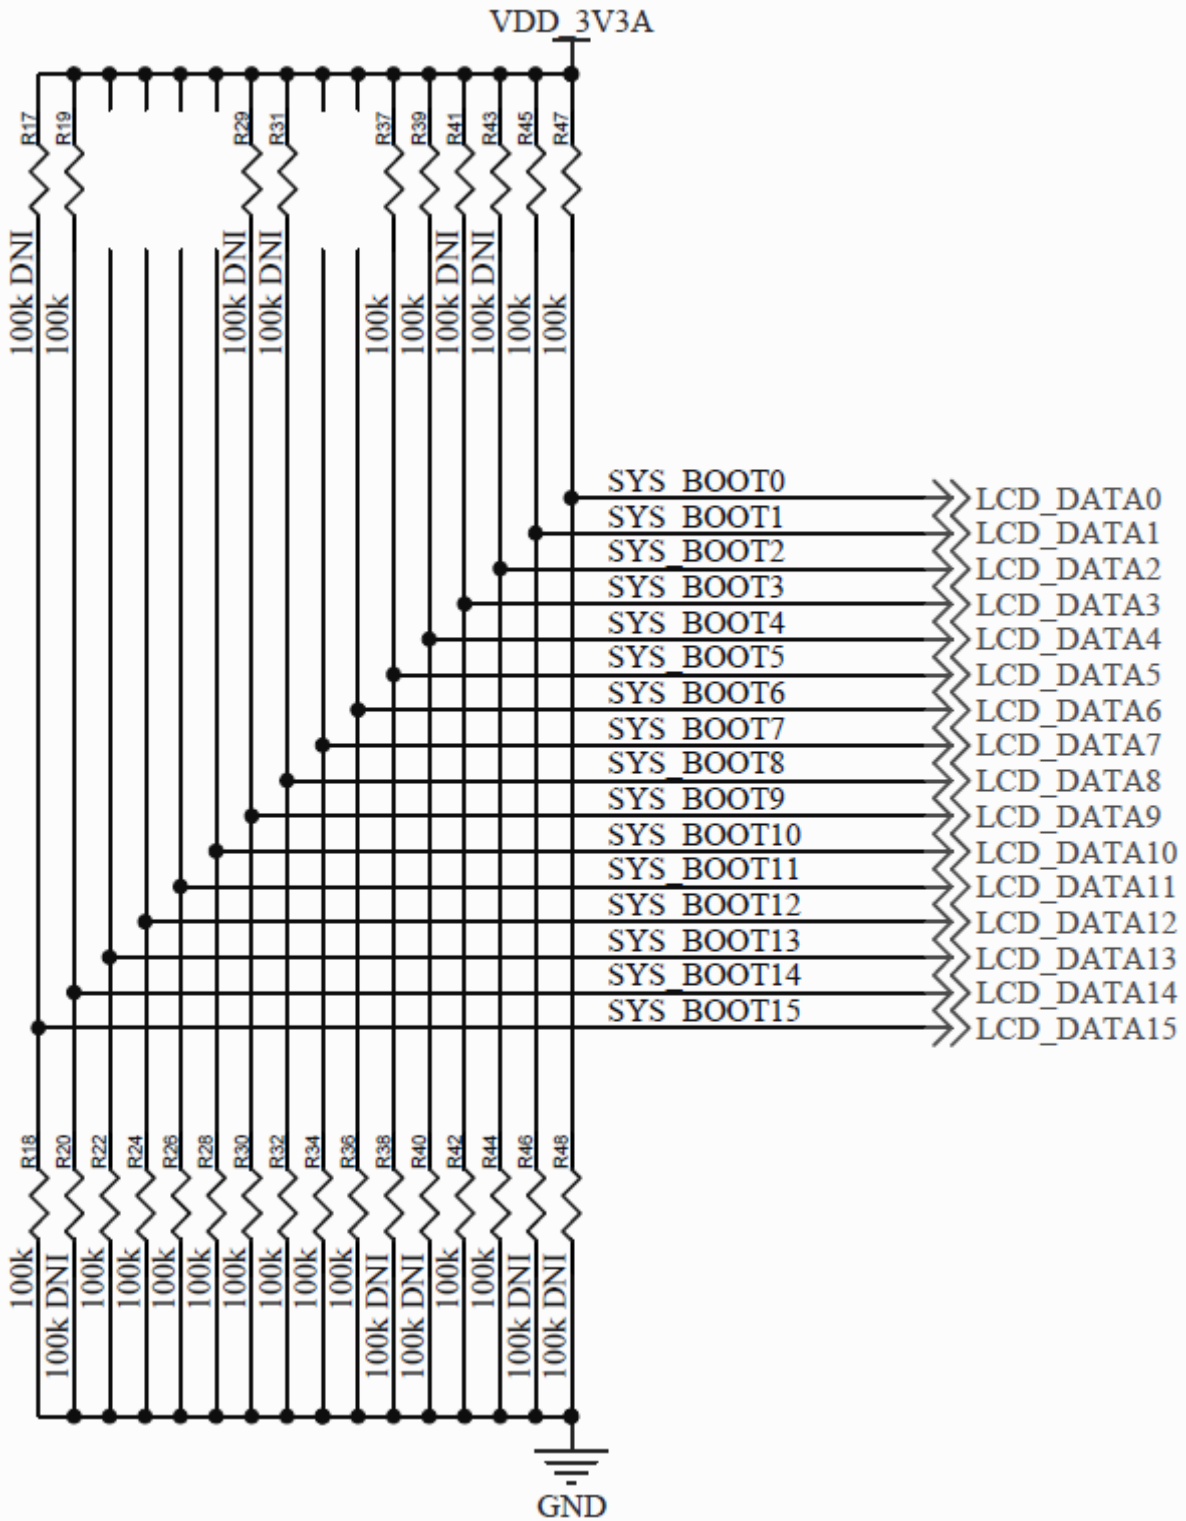 VDD_3V3A
R17
R19
R29
R31
R37
R39
R41
R43
R45
R47
100k DNI
100k
100k DNI
100k DNI
100k
100k
100k DNI
100k DNI
100k
100k
SYS_BOOT0
LCD_DATA0
SYS_BOOT1
LCD_DATA1
SYS_BOOT2
LCD_DATA2
SYS_BOOT3
LCD_DATA3
SYS_BOOT4
LCD_DATA4
SYS_BOOT5
LCD_DATA5
SYS_BOOT6
LCD_DATA6
SYS_BOOT7
LCD_DATA7
SYS_BOOT8
LCD_DATA8
SYS_BOOT9
LCD_DATA9
SYS_BOOT10
LCD_DATA10
SYS_BOOT11
LCD_DATA11
SYS_BOOT12
LCD_DATA12
SYS_BOOT13
LCD_DATA13
SYS_BOOT14
LCD_DATA14
SYS_BOOT15
LCD_DATA15
R18
R20
R22
R24
R26
R28
R30
R32
R34
R36
R38
R40
R42
R44
R46
R48
100k
100k DNI
100k
100k
100k
100k
100k
100k
100k
100k
100k DNI
100k DNI
100k
100k
100k DNI
100k DNI
GND